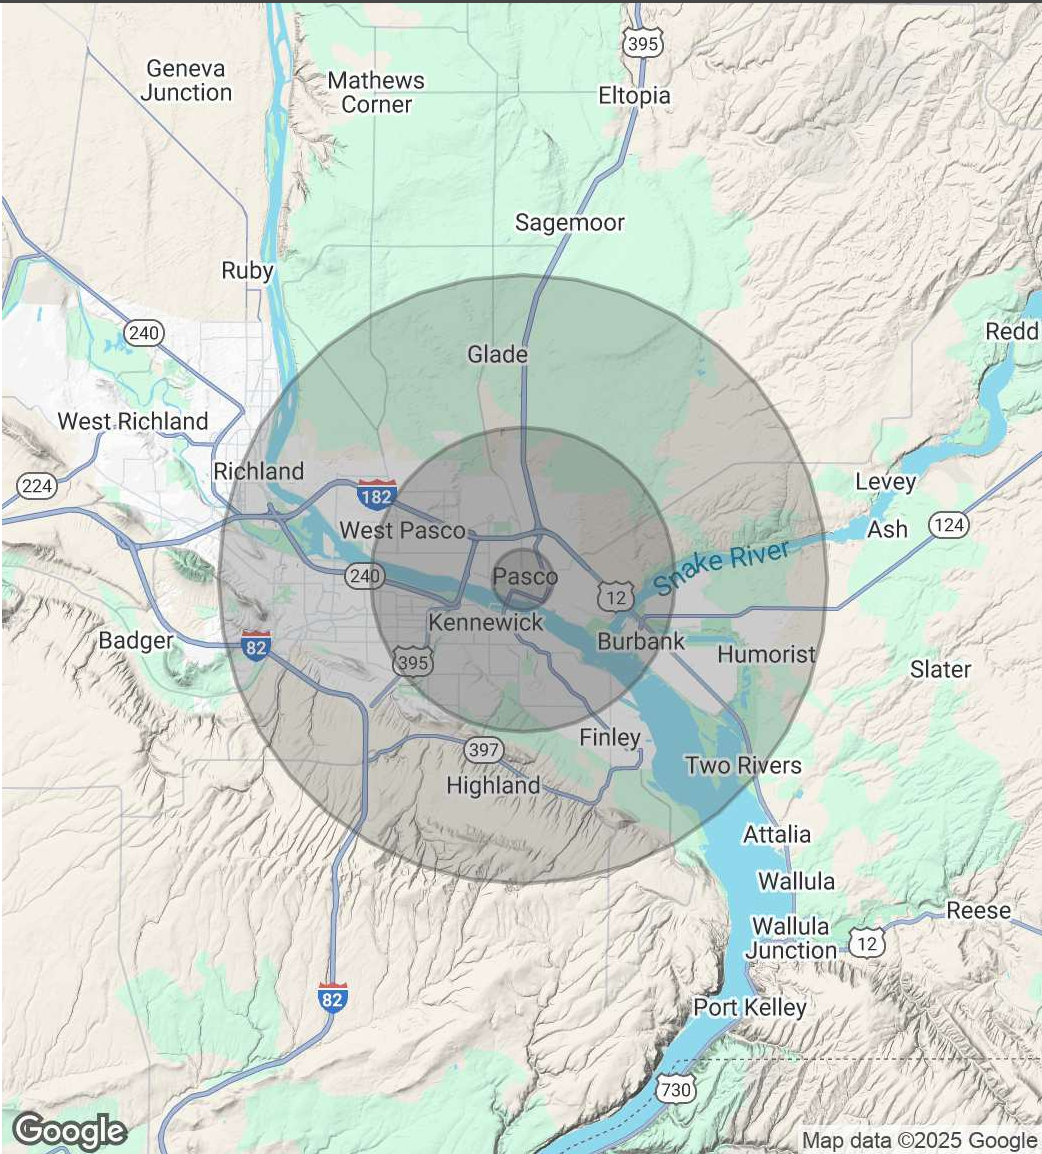 395
Geneva
Junction
Mathews
Corner
Eltopia
Sagemoor
Ruby
240
Redd
Glade
West Richland
Richland
224
182
Levey
124
Ash
West Pasco
Snake River
240
Pasco
12
Kennewick
Badger
82
Burbank
Humorist
395
Slater
Finley
397
Two Rivers
Highland
Attalia
Wallula
Reese
Wallula
Junction
12
82
Port Kelley
730
Google
Map data ©2025 Google